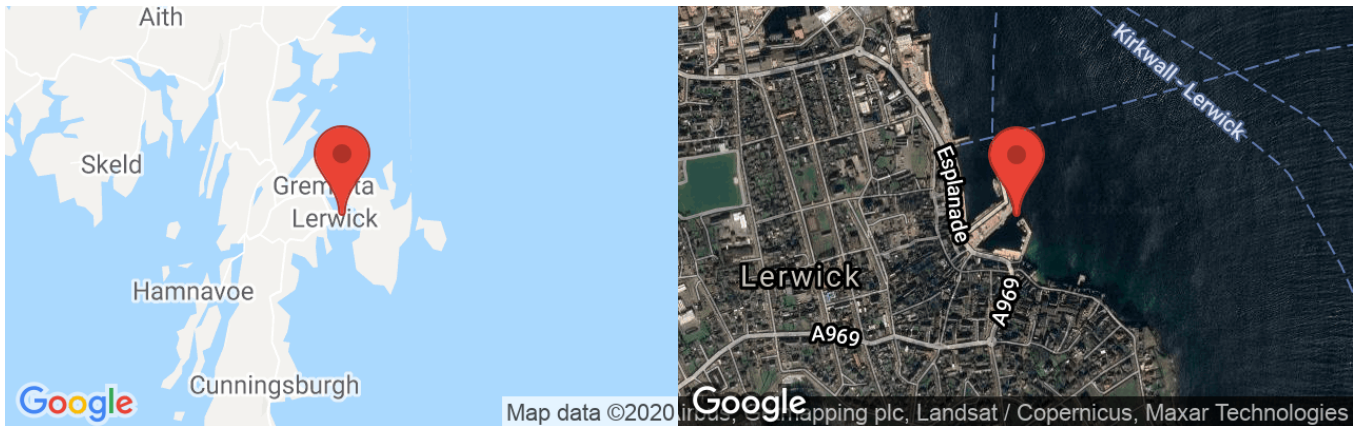 Aith
Skeld
Lerwick
Hamnavoe
Cunningsburgh
Google
Map data ©2020
Kirkwall - Lerwick
Esplanade
Lerwick
A969
A969
Google
mapping plc, Landsat / Copernicus, Maxar Technologies